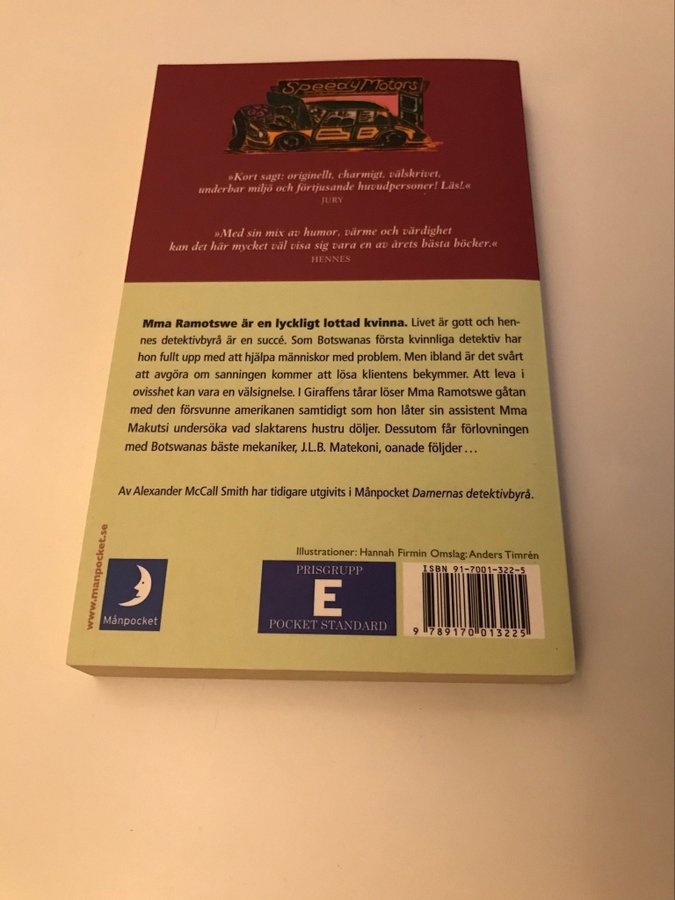 Speedy Motors
»Kort sagt: originellt, charmigt, välskrivet,
underbar miljö och förtjusande huvudpersoner! Läs!.«
JURY
»Med sin mix av humor, värme och värdighet
kan det här mycket väl visa sig vara en av årets bästa böcker.«
HENNES
Mma Ramotswe är en lyckligt lottad kvinna. Livet är gott och hen-
nes detektivbyrå är en succé. Som Botswanas första kvinnliga detektiv har
hon fullt upp med att hjälpa människor med problem. Men ibland är det svårt
att avgöra om sanningen kommer att lösa klientens bekymmer. Att leva i
ovisshet kan vara en välsignelse. I Giraffens tårar löser Mma Ramotswe gåtan
med den försvunne amerikanen samtidigt som hon låter sin assistent Mma
Makutsi undersöka vad slaktarens hustru döljer. Dessutom får förlovningen
med Botswanas bäste mekaniker, J.L.B. Matekoni, oanade följder ...
Av Alexander McCall Smith har tidigare utgivits i Månpocket Damernas detektivbyrå.
www.manpocket.se
Månpocket
Illustrationer: Hannah Firmin Omslag: Anders Timrén
PRISGRUPP
E
POCKET STANDARD
ISBN 91-7001-322-5
9 789170 013225